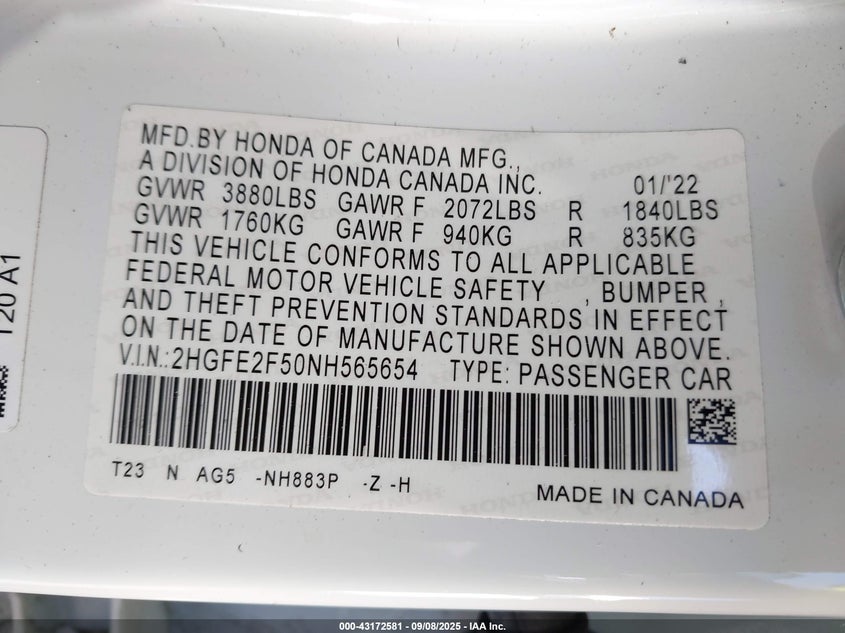 MFD.BY HONDA OF CANADA MFG.,
A DIVISION OF HONDA CANADA INC. 01/'22
GVWR 3880LBS GAWR F 2072LBS R 1840LBS
GVWR 1760KG GAWR F 940KG R 835KG
THIS VEHICLE CONFORMS TO ALL APPLICABLE
FEDERAL MOTOR VEHICLE SAFETY , BUMPER ,
AND THEFT PREVENTION STANDARDS IN EFFECT
ON THE DATE OF MANUFACTURE SHOWN ABOVE.
V.I.N.: 2HGFE2F50NH565654 TYPE: PASSENGER CAR
T23 N AG5 -NH883P -Z -H
MADE IN CANADA
T20 A1
000-43172581 | 09/08/2025 | IAA Inc.